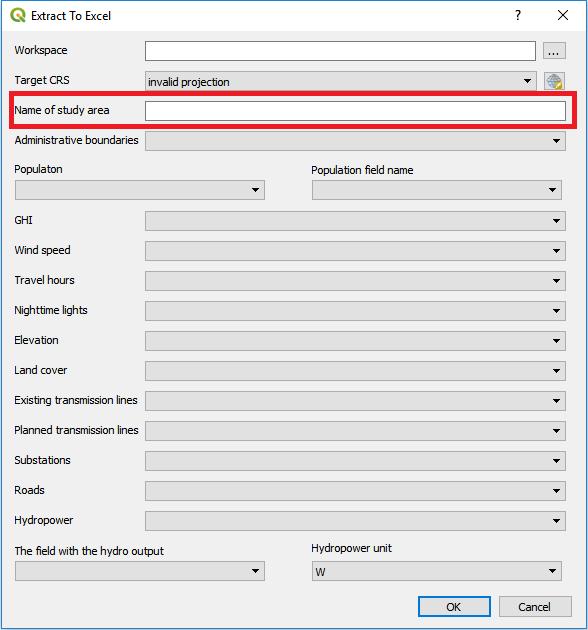 Extract To Excel
Workspace
...
Target CRS
invalid projection
Name of study area
Administrative boundaries
Populaton
Population field name
GHI
Wind speed
Travel hours
Nighttime lights
Elevation
Land cover
Existing transmission lines
Planned transmission lines
Substations
Roads
Hydropower
The field with the hydro output
Hydropower unit
W
OK
Cancel